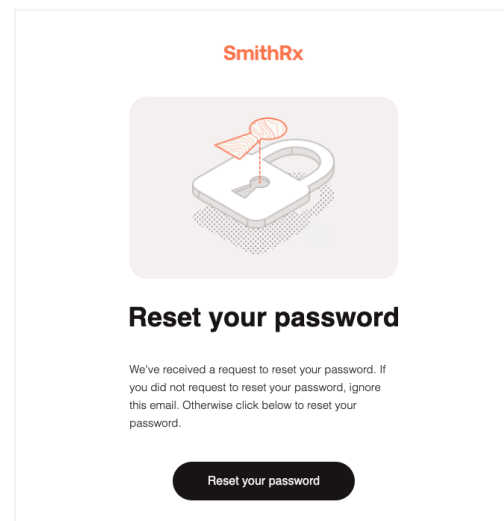 SmithRx
Reset your password
We've received a request to reset your password. If
you did not request to reset your password, ignore
this email. Otherwise click below to reset your
password.
Reset your password